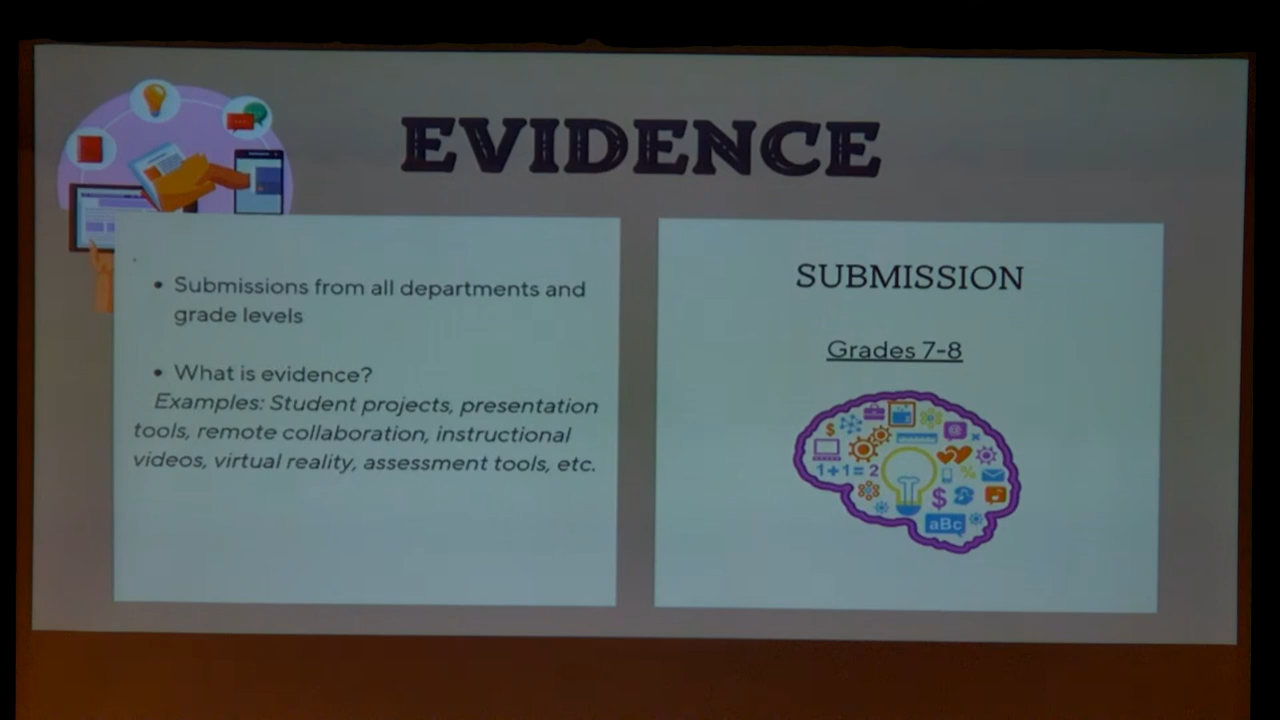 EVIDENCE
• Submissions from all departments and
grade levels
• What is evidence?
Examples: Student projects, presentation
tools, remote collaboration, instructional
videos, virtual reality, assessment tools, etc.
SUBMISSION
Grades 7-8
$
@
1+1=2
%
$
aBc